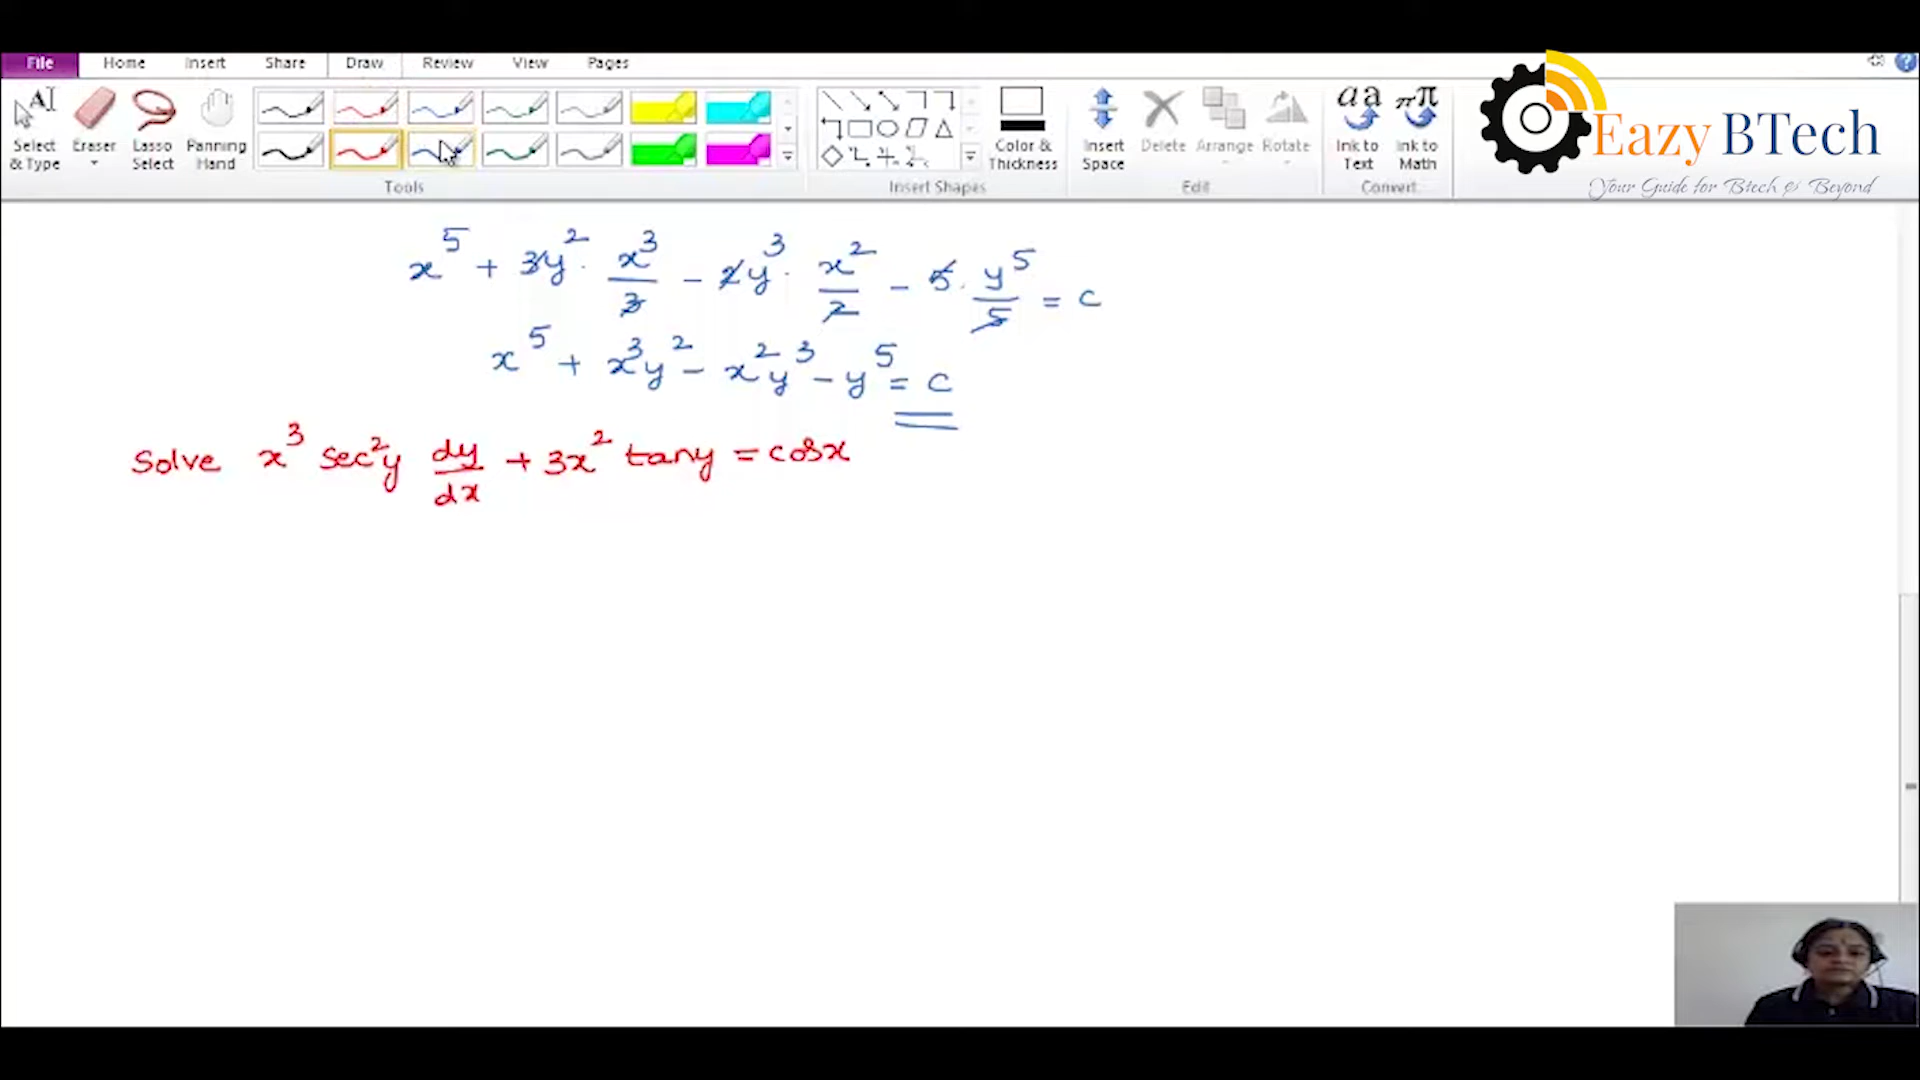 File Home Insert Share Draw Review View Pages
Select & Type Eraser Lasso Select Panning Hand Color & Thickness Insert Space Delete Arrange Rotate Ink to Text Ink to Math
Tools Insert Shapes Edit Convert
Eazy BTech
Your Guide for Btech & Beyond
x^5 + 3y^2 · x^3/3 - 2y^3 · x^2/2 - 5 · y^5/5 = c
x^5 + x^3y^2 - x^2y^3 - y^5 = c
Solve x^3 sec^2y dy/dx + 3x^2 tany = cosx